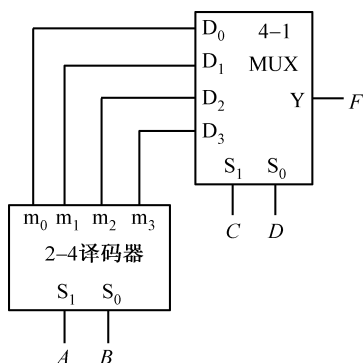 D₀ 4-1
D₁ MUX
D₂ Y F
D₃
S₁ S₀
C D
m₀ m₁ m₂ m₃
2-4译码器
S₁ S₀
A B